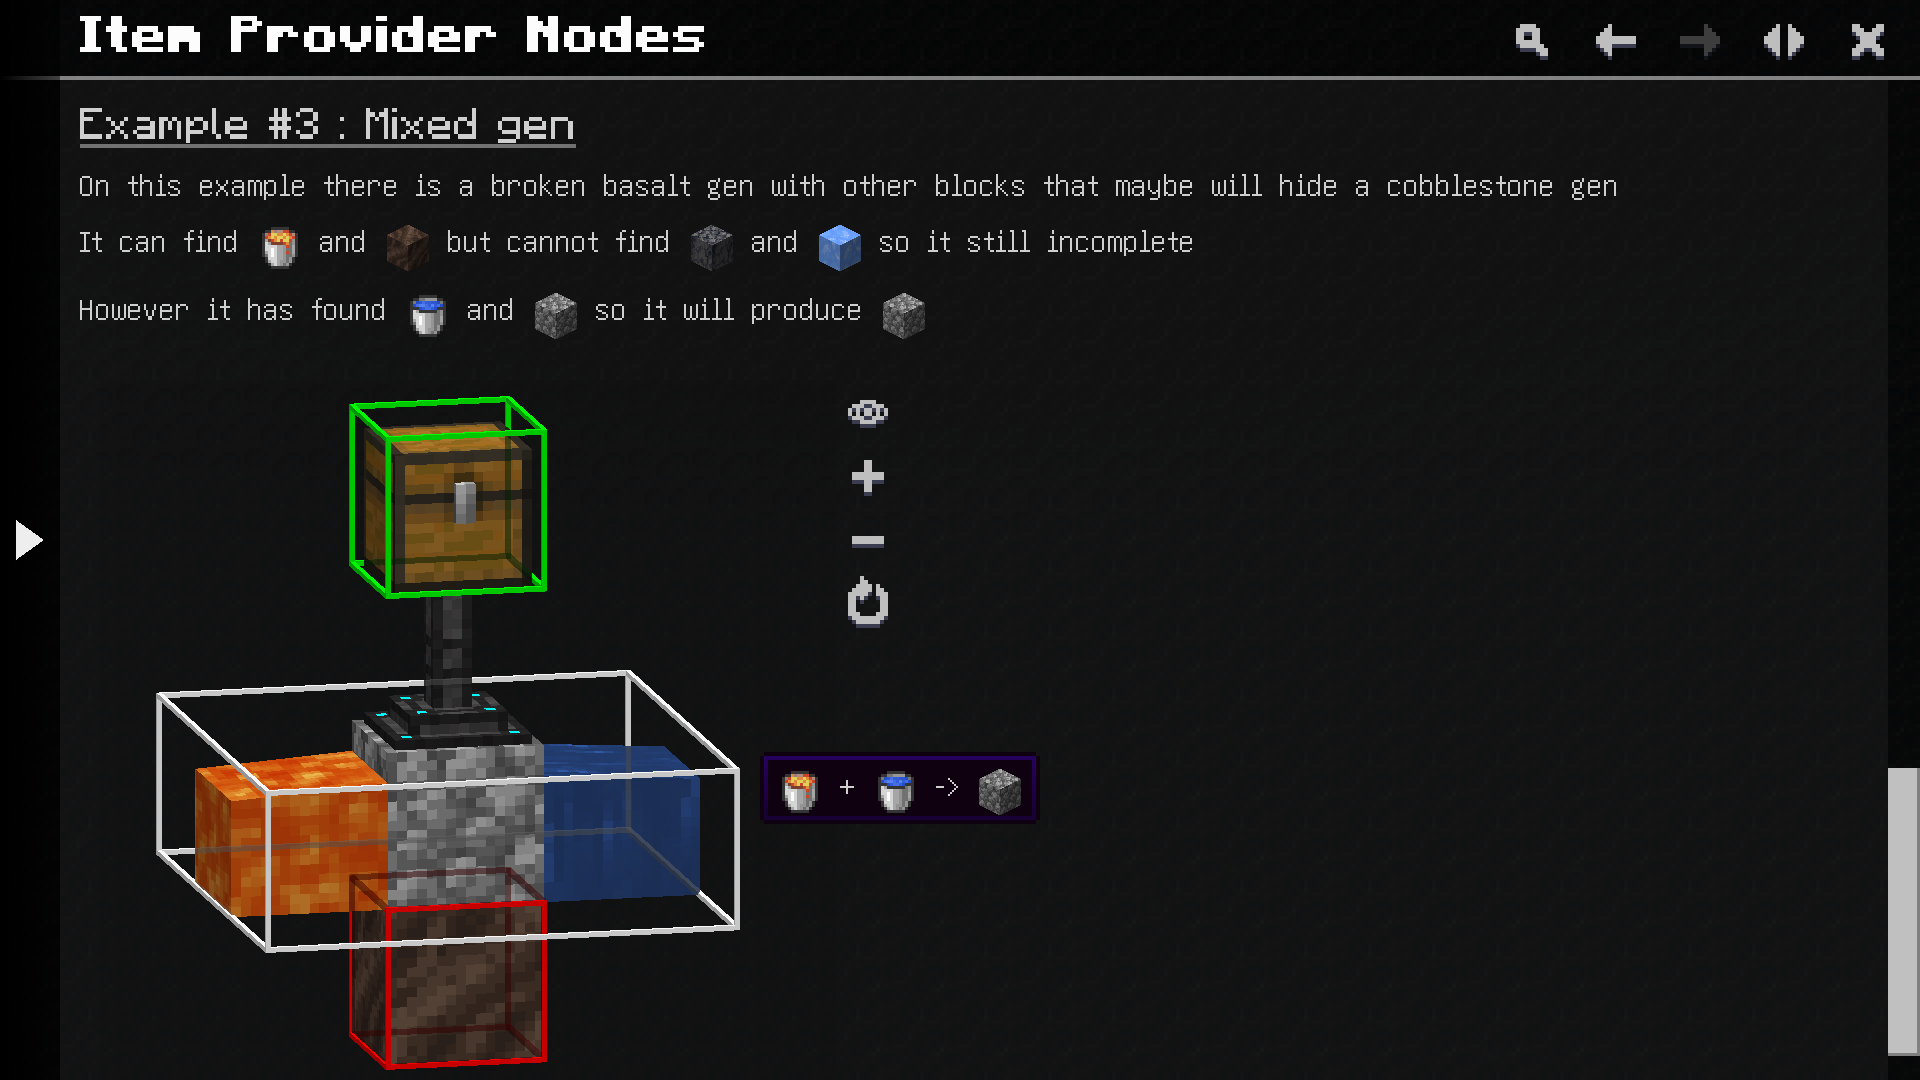 Item Provider Nodes
Example #3 : Mixed gen
On this example there is a broken basalt gen with other blocks that maybe will hide a cobblestone gen
It can find and but cannot find and so it still incomplete
However it has found and so it will produce
+ ->